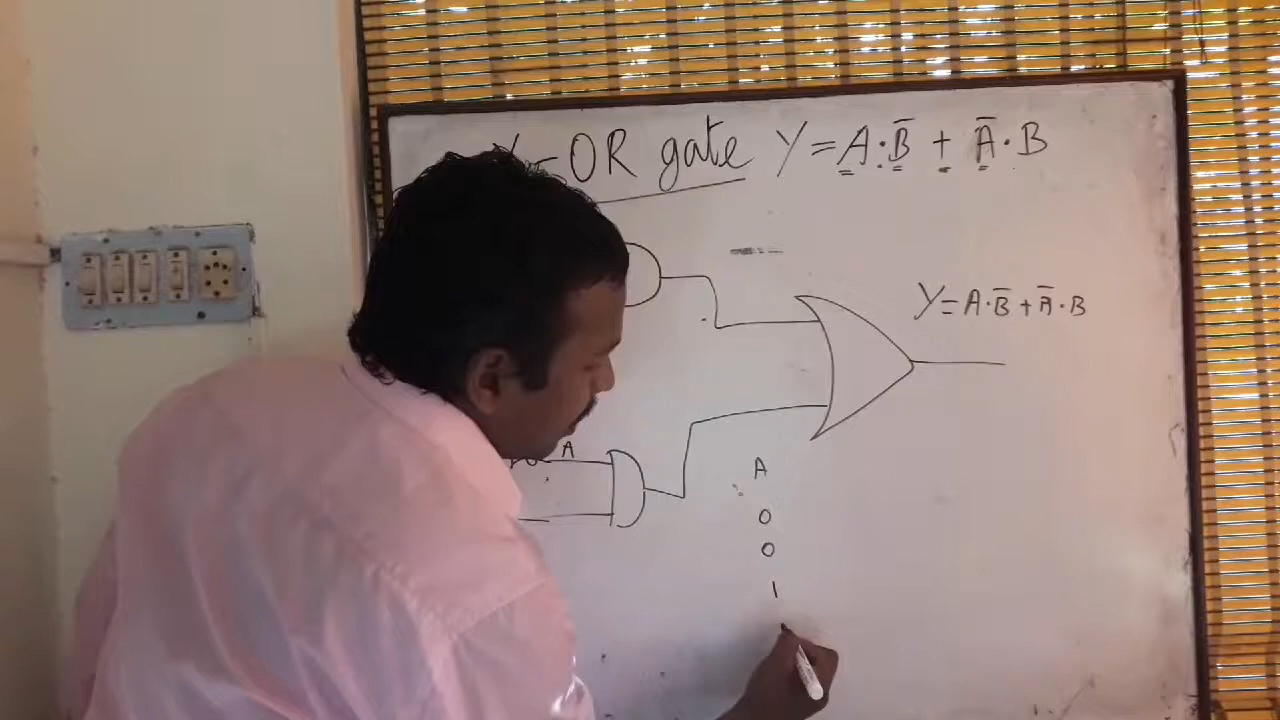 X-OR gate Y = A·B̅ + A̅·B
Y = A·B̅ + A̅·B
A
A
0
0
1